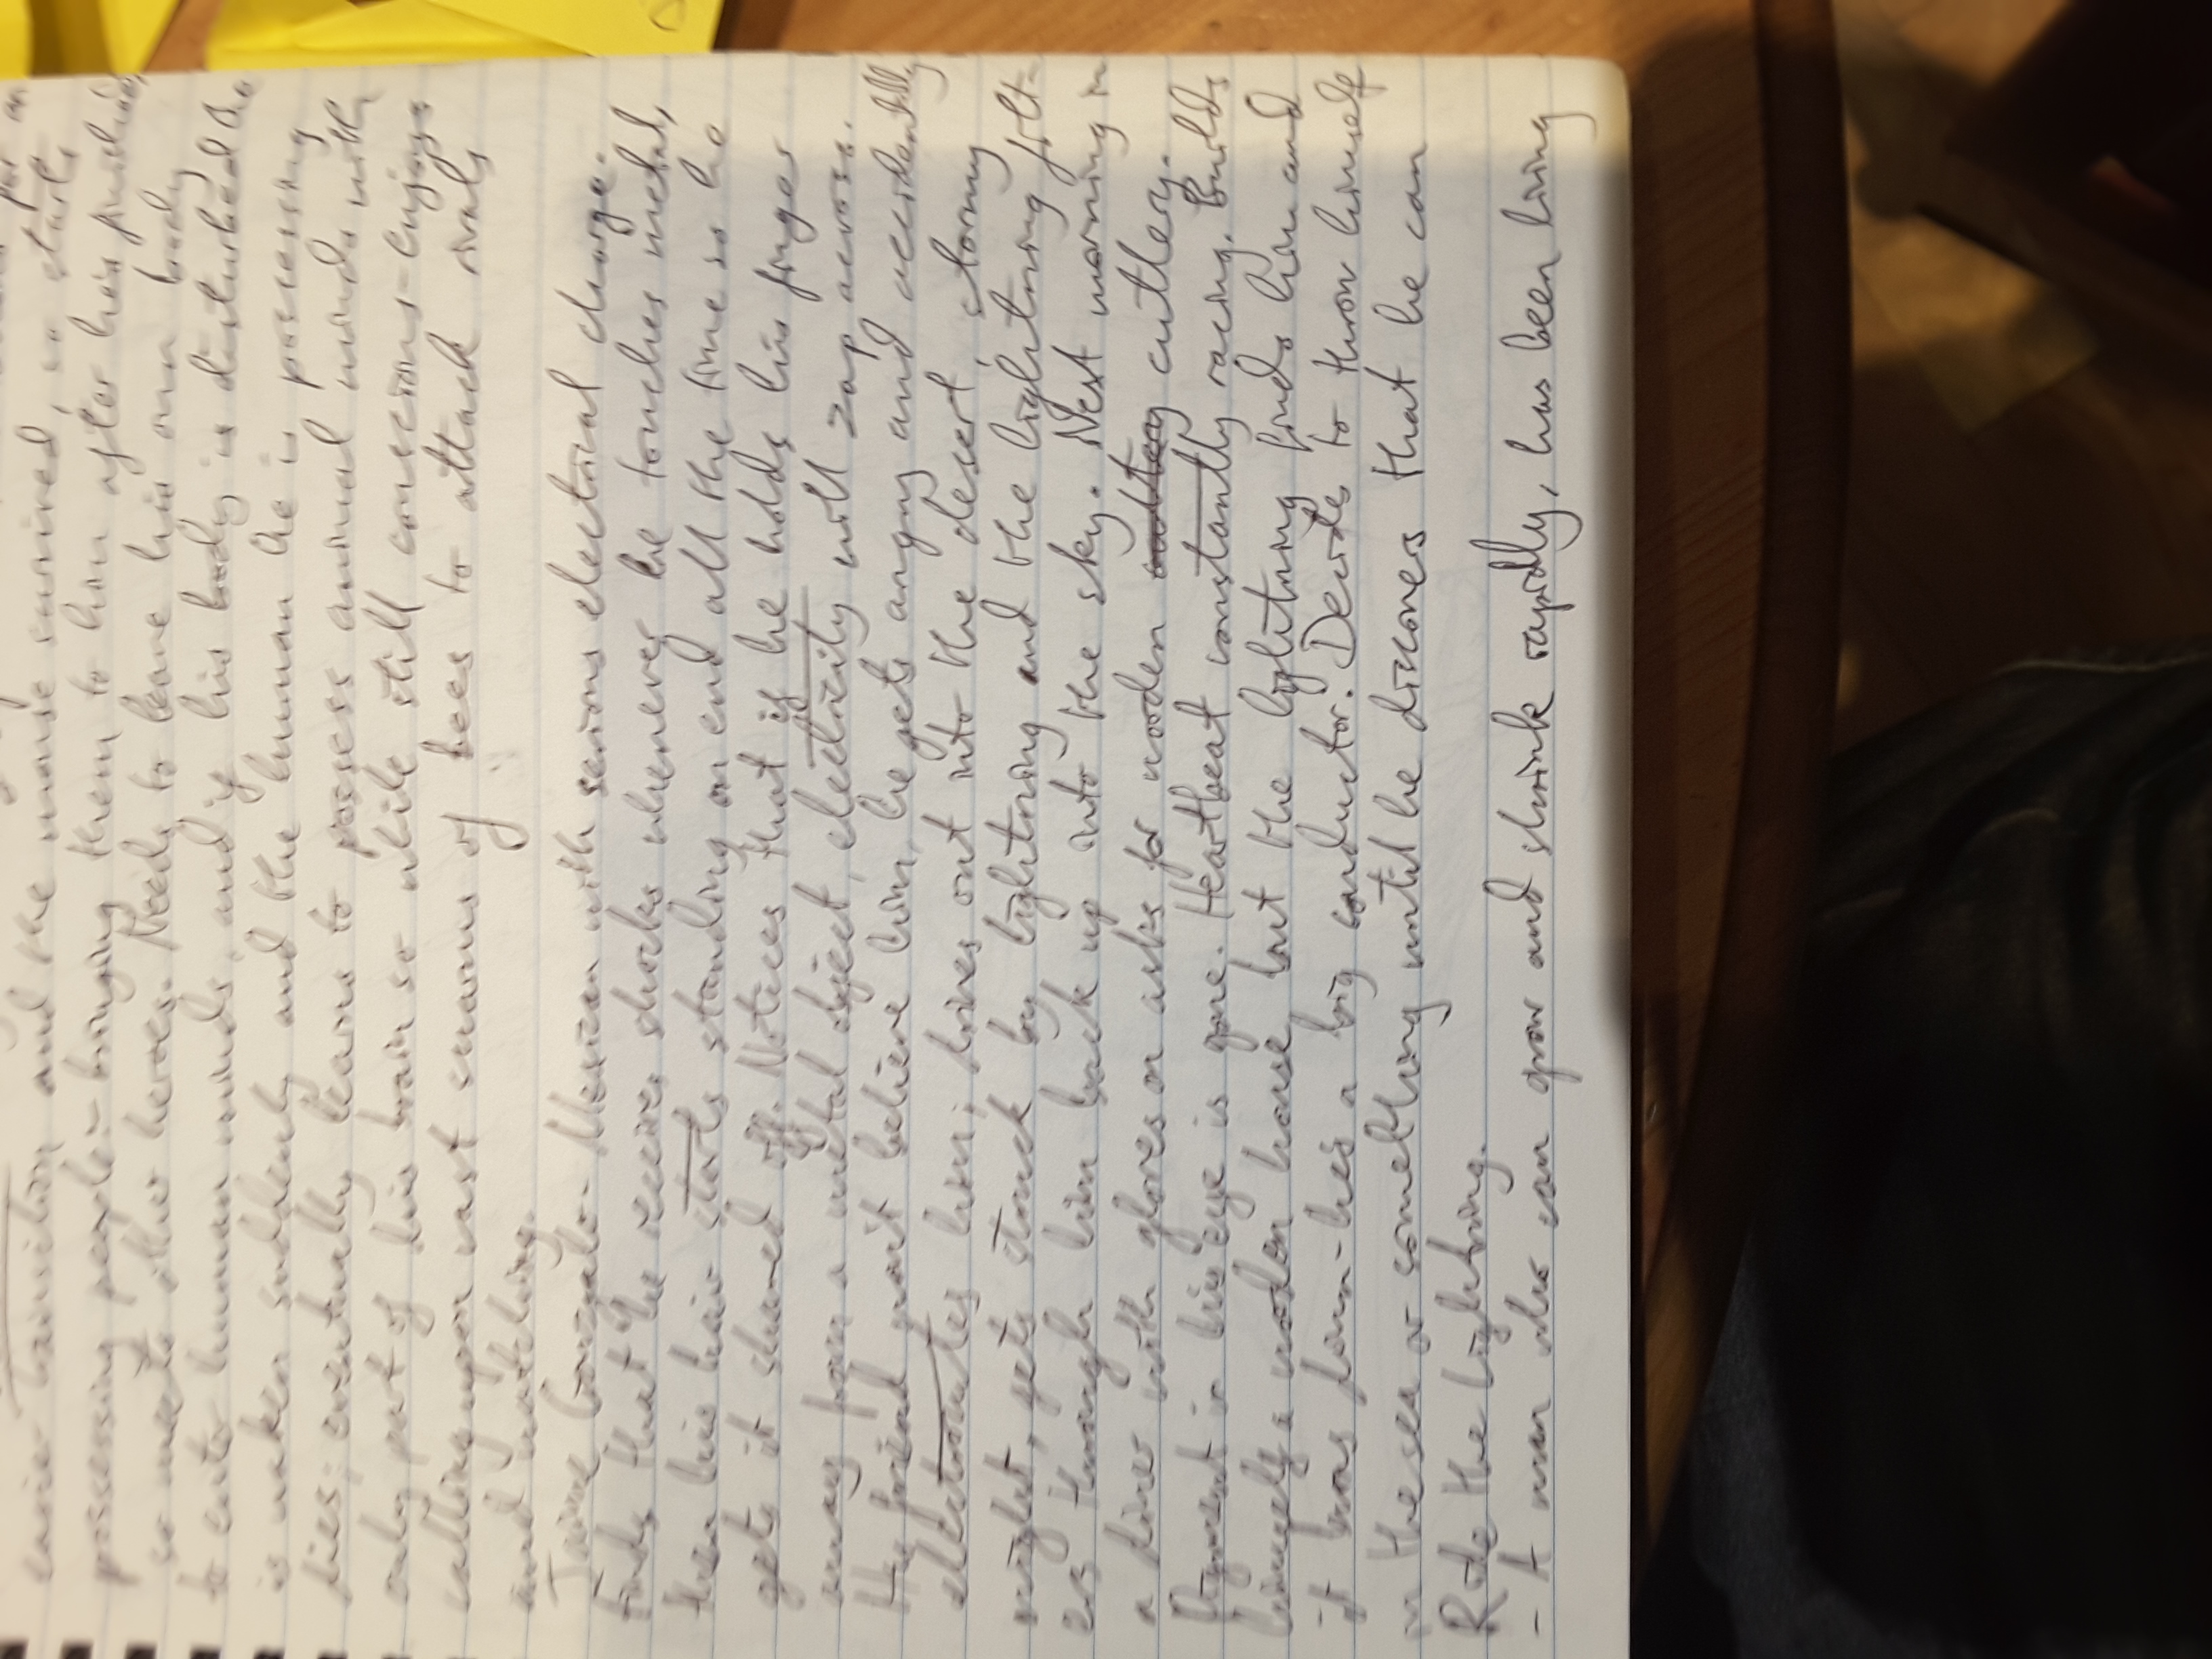 for an
easier transition and the mouse survived, so starts
possessing people - bringing them to him after he's finished,
so meets other heroes. Needs to leave his own body
to enter human minds, and if his body is disturbed he
is woken suddenly and the human he is possessing
dies; eventually learns to possess animal minds with
only part of his brain so while still conscious - enjoys
calling upon vast swarms of bees to attack rivals
and watching.
Jaime Gonzalo - Mexican with serious electrical charge.
Finds that he receives shocks whenever he touches metal,
then his hair starts standing on end all the time so he
gets it shaved off. Notices that if he holds his finger
away from a metal object, electricity will zap across.
His friend won't believe him, he gets angry and accidentally
electrocutes him; drives out into the desert, stormy
night, gets struck by lightning and the lightning filt-
ers through him back up into the sky. Next morning in
a diner with gloves on asks for wooden cutlery.
Pigment in his eye is gone. Heartbeat constantly racing. Builds
himself a wooden house, but the lightning finds him and
it burns down - he's a big conductor. Decides to throw himself
in the sea or something until he discovers that he can
Ride the Lightning.
- A man who can grow and shrink rapidly, has been living